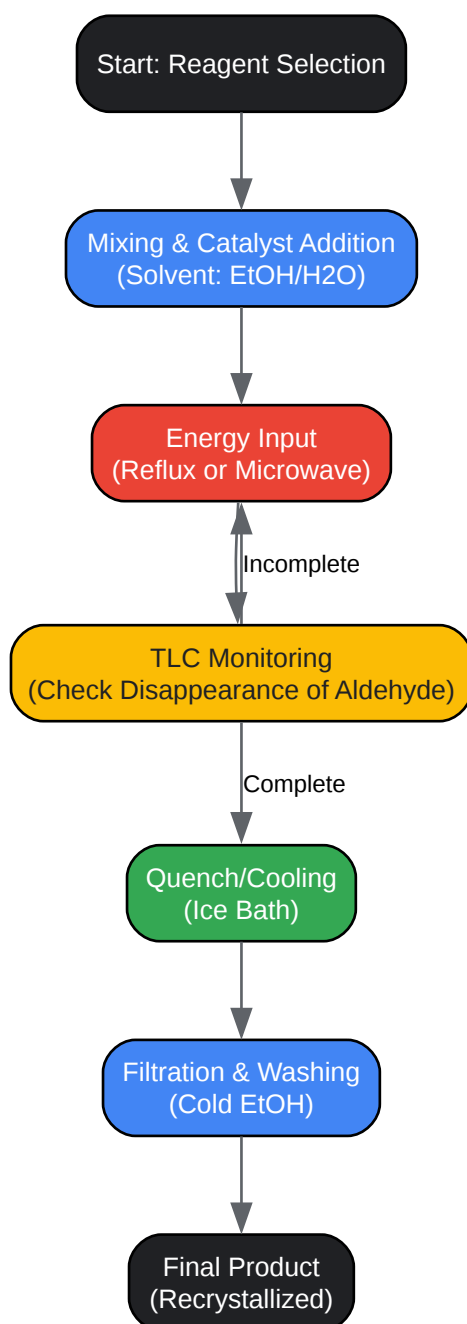 Start: Reagent Selection
Mixing & Catalyst Addition
(Solvent: EtOH/H2O)
Energy Input
(Reflux or Microwave)
Incomplete
TLC Monitoring
(Check Disappearance of Aldehyde)
Complete
Quench/Cooling
(Ice Bath)
Filtration & Washing
(Cold EtOH)
Final Product
(Recrystallized)